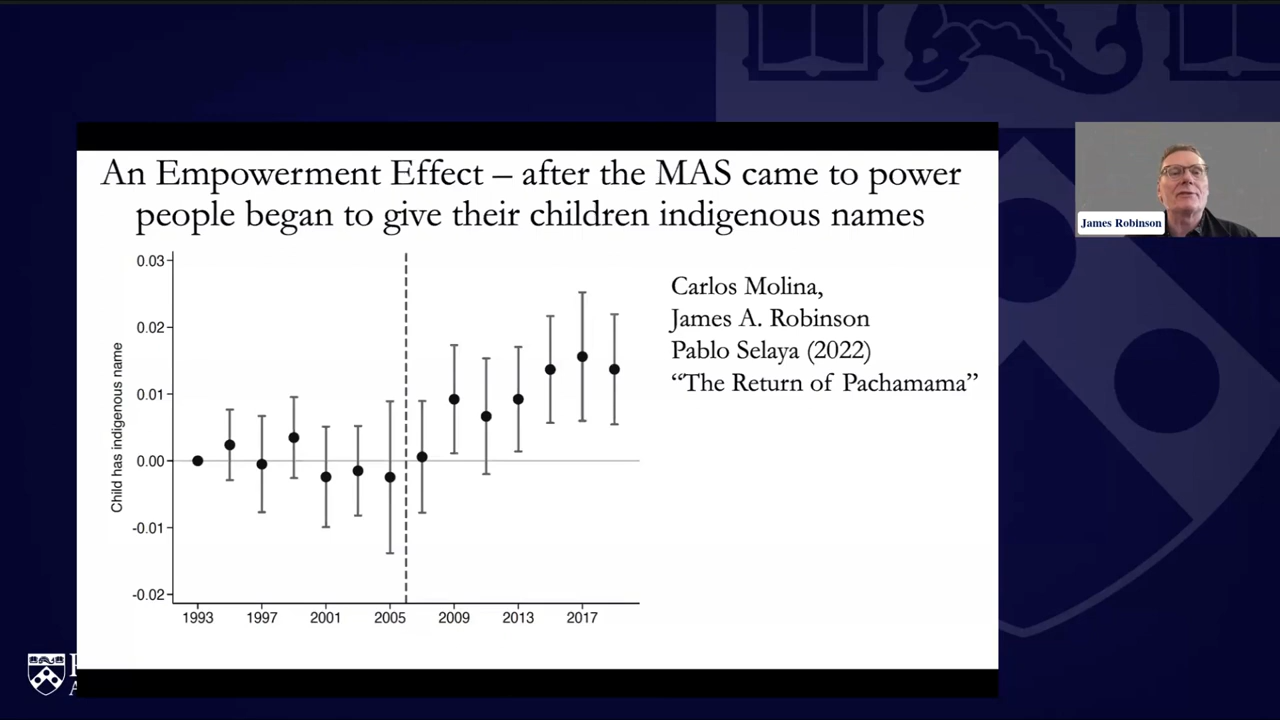 An Empowerment Effect – after the MAS came to power
people began to give their children indigenous names
Child has indigenous name
0.03
0.02
0.01
0.00
-0.01
-0.02
1993 1997 2001 2005 2009 2013 2017
Carlos Molina,
James A. Robinson
Pablo Selaya (2022)
“The Return of Pachamama”
James Robinson